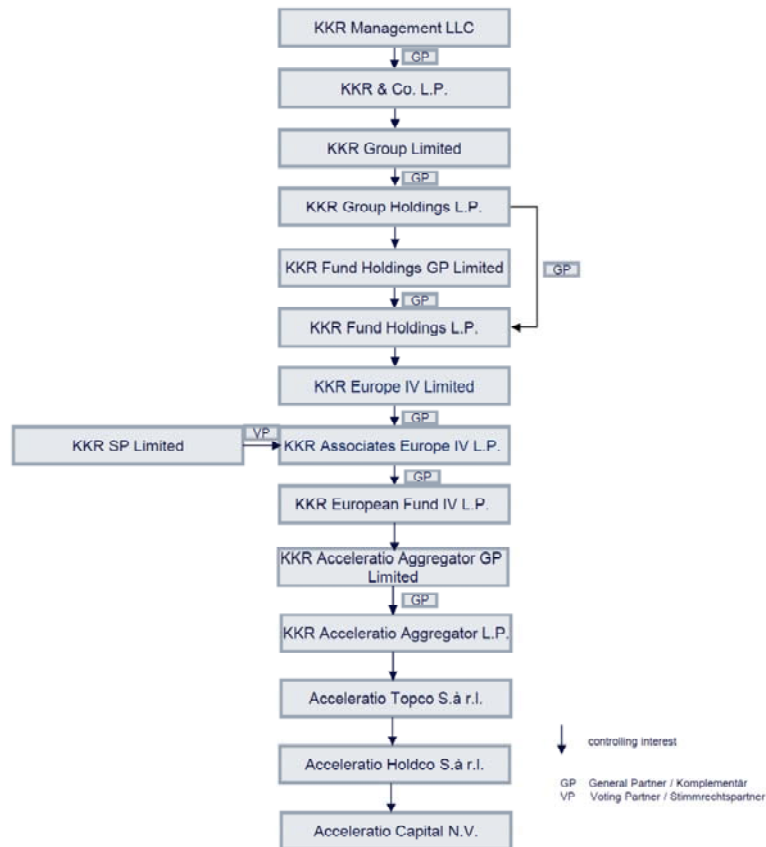 KKR Management LLC
GP
KKR & Co. L.P.
KKR Group Limited
GP
KKR Group Holdings L.P.
KKR Fund Holdings GP Limited
GP
GP
KKR Fund Holdings L.P.
KKR Europe IV Limited
GP
KKR SP Limited
VP
KKR Associates Europe IV L.P.
GP
KKR European Fund IV L.P.
KKR Acceleratio Aggregator GP
Limited
GP
KKR Acceleratio Aggregator L.P.
Acceleratio Topco S.à r.l.
Acceleratio Holdco S.à r.l.
Acceleratio Capital N.V.
controlling interest
GP General Partner / Komplementär
VP Voting Partner / Stimmrechtspartner